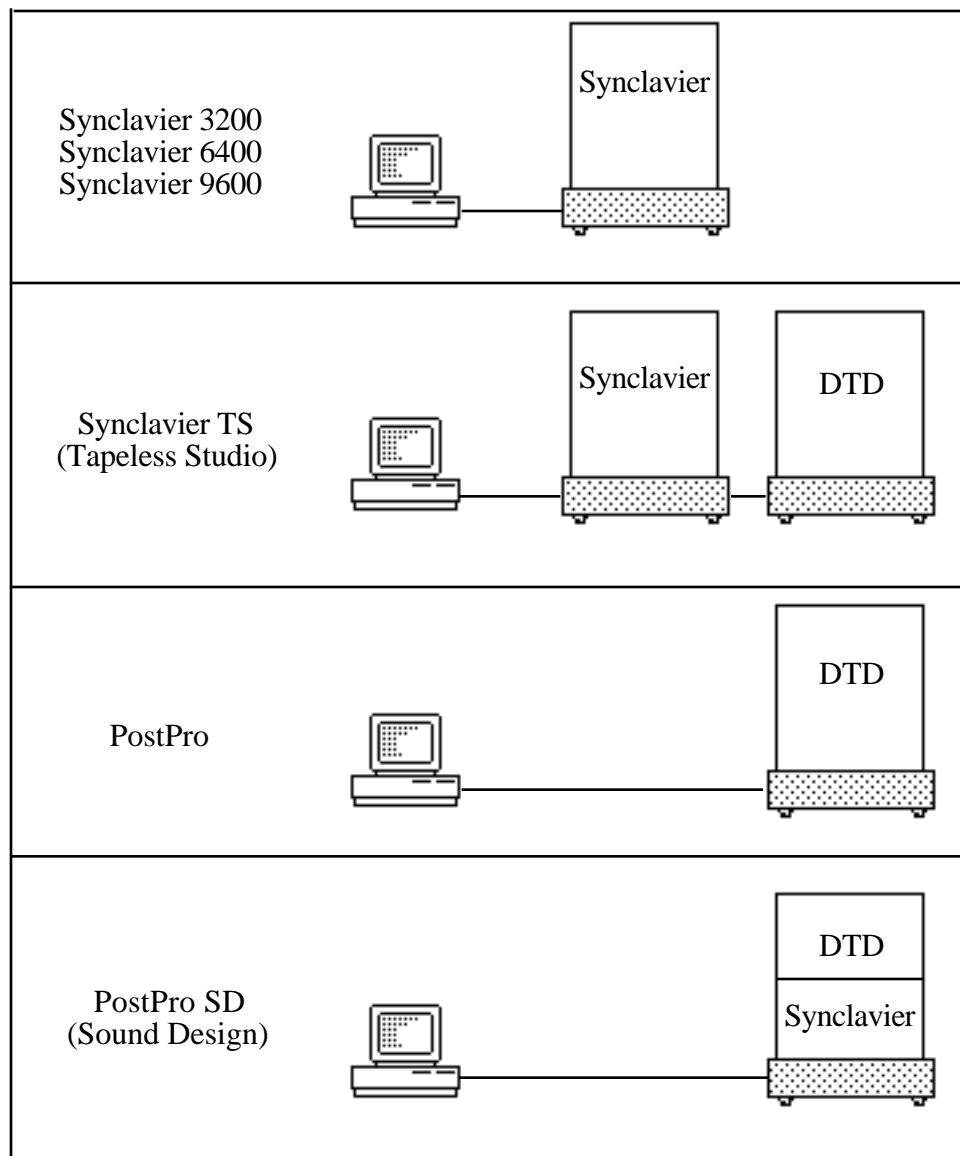 Synclavier 3200
Synclavier 6400
Synclavier 9600
Synclavier
Synclavier TS
(Tapeless Studio)
Synclavier
DTD
PostPro
DTD
PostPro SD
(Sound Design)
DTD
Synclavier